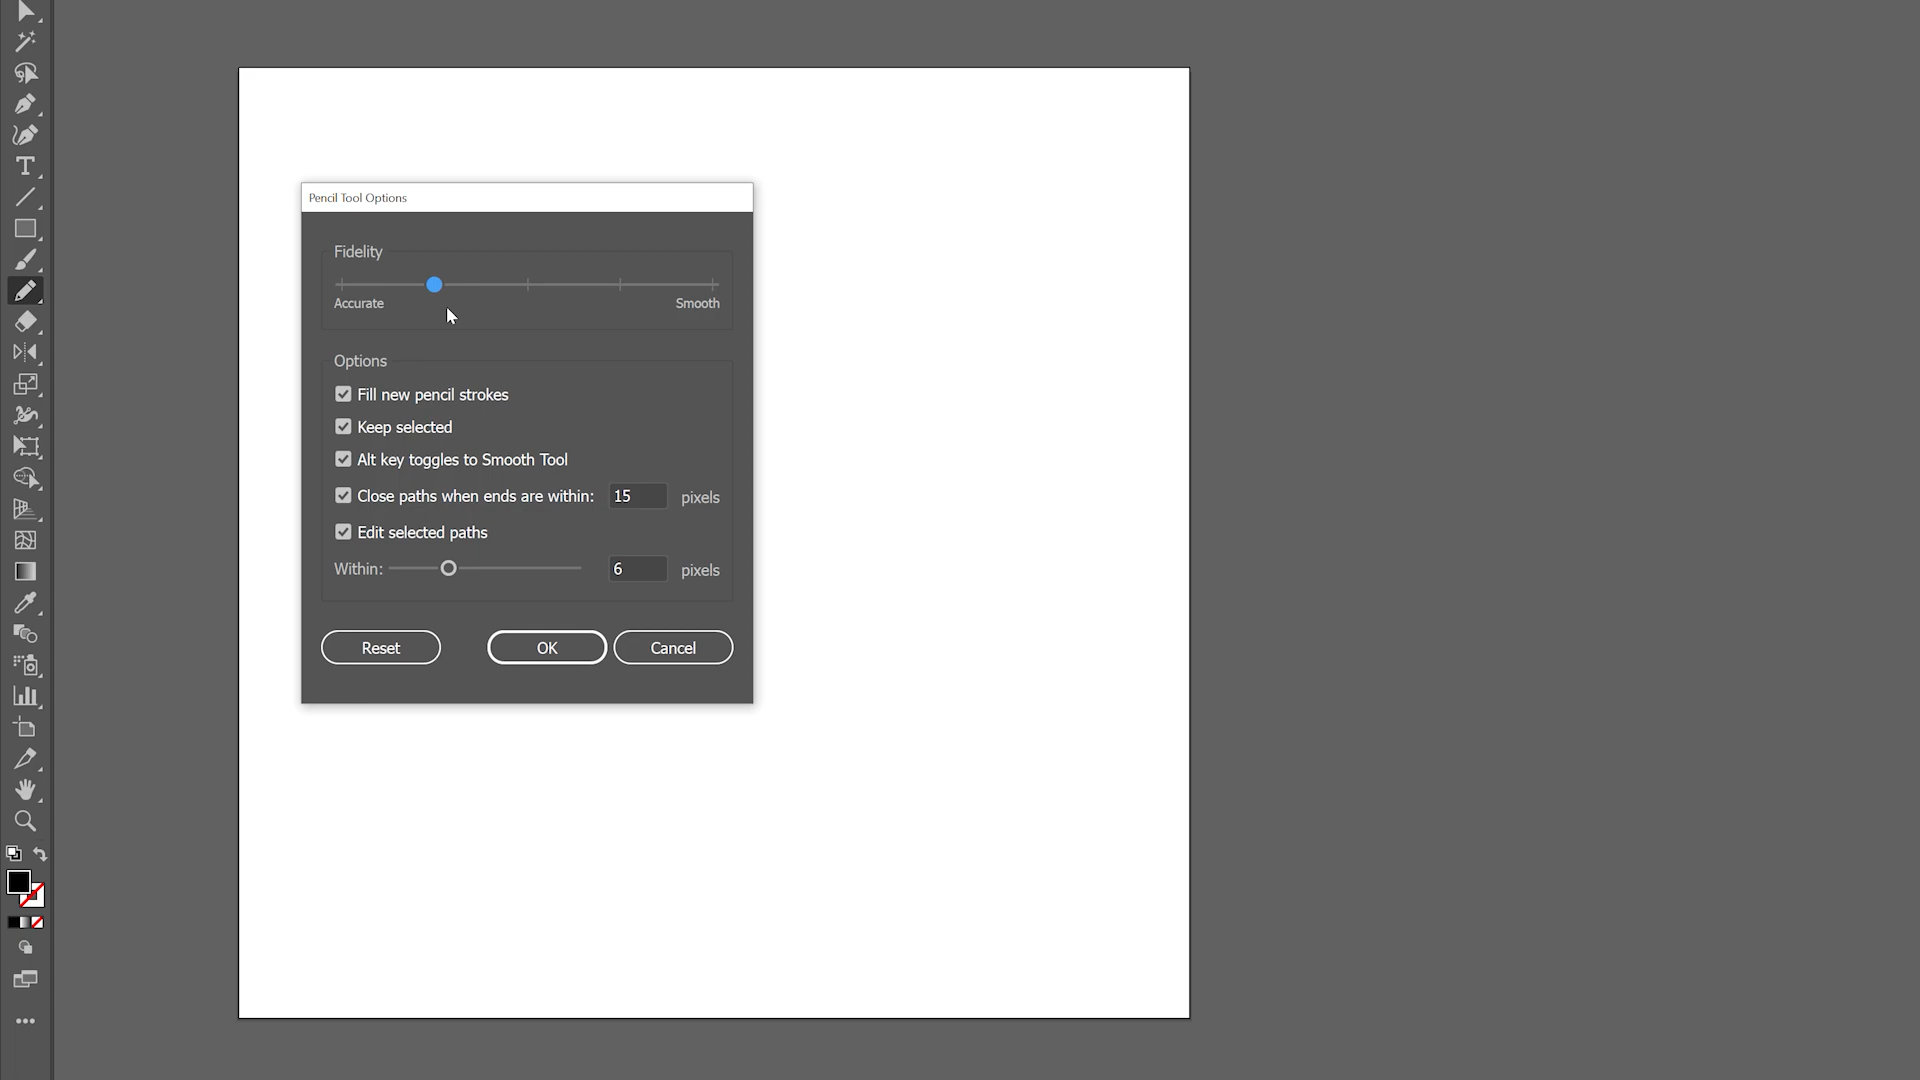 Pencil Tool Options
Fidelity
Accurate Smooth
Options
Fill new pencil strokes
Keep selected
Alt key toggles to Smooth Tool
Close paths when ends are within: 15 pixels
Edit selected paths
Within: 6 pixels
Reset OK Cancel